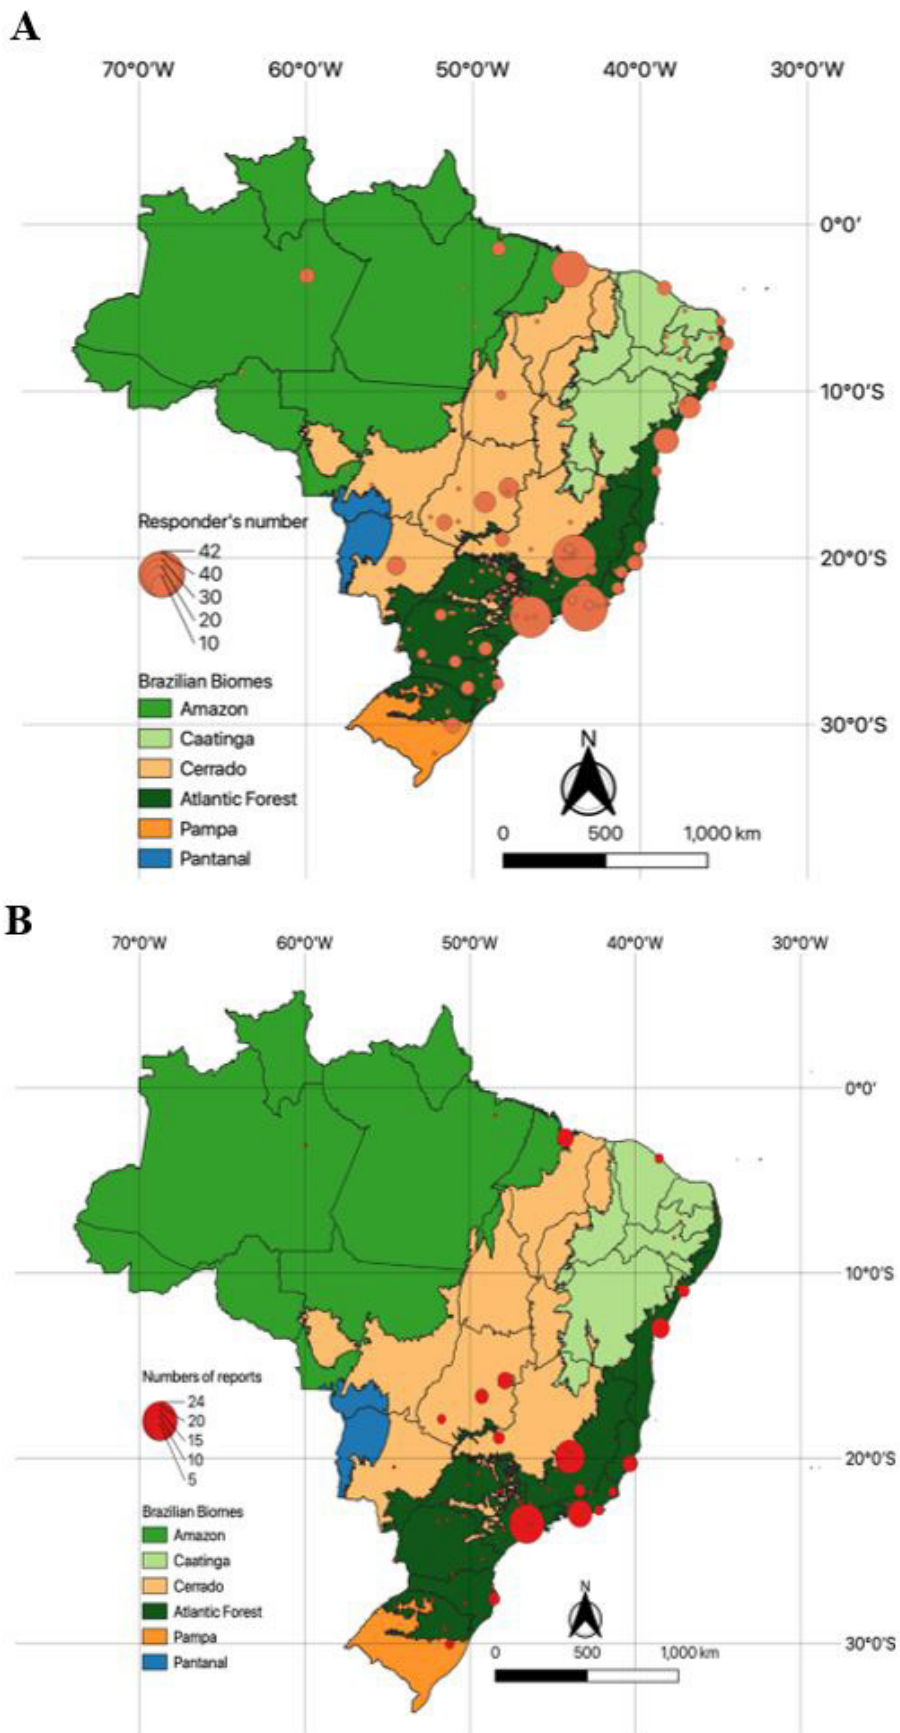 A
70°0'W 60°0'W 50°0'W 40°0'W 30°0'W
0°0'
10°0'S
Responder's number
42
40
30
20
10
20°0'S
Brazilian Biomes
Amazon
Caatinga
Cerrado
Atlantic Forest
Pampa
Pantanal
30°0'S
N
0 500 1,000 km
B
70°0'W 60°0'W 50°0'W 40°0'W 30°0'W
0°0'
10°0'S
Numbers of reports
24
20
15
10
5
20°0'S
Brazilian Biomes
Amazon
Caatinga
Cerrado
Atlantic Forest
Pampa
Pantanal
N
30°0'S
0 500 1,000 km